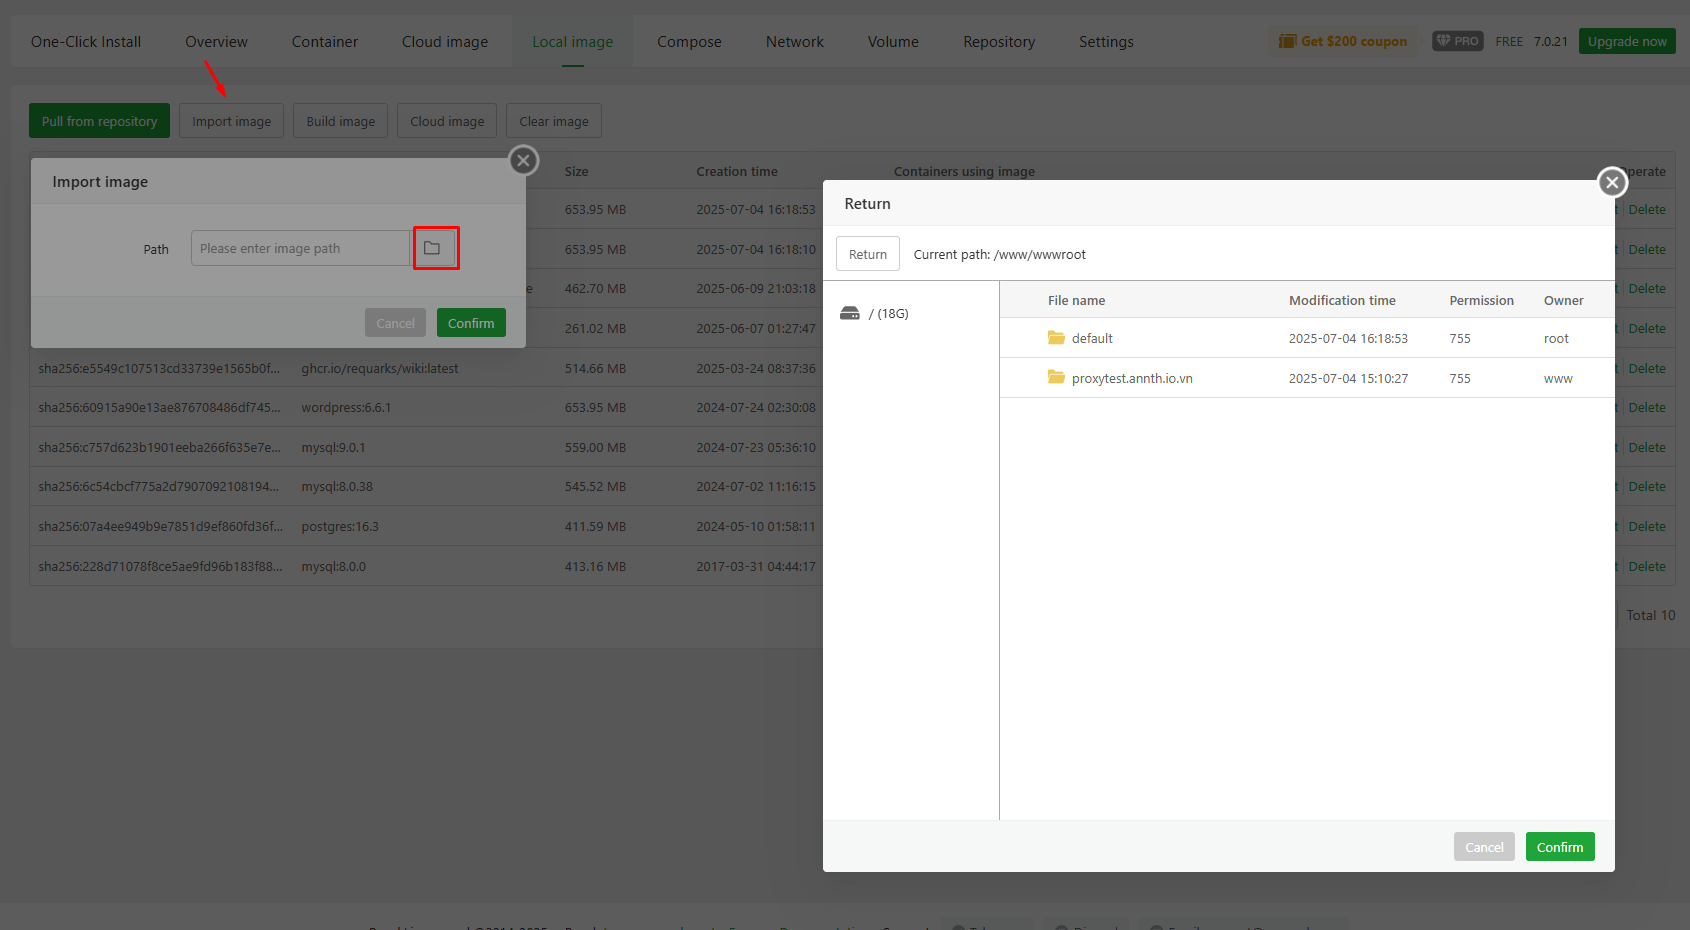 One-Click Install Overview Container Cloud image Local image Compose Network Volume Repository Settings Get $200 coupon PRO FREE 7.0.21 Upgrade now
Pull from repository Import image Build image Cloud image Clear image
Size Creation time Containers using image Operate
653.95 MB 2025-07-04 16:18:53 Delete
653.95 MB 2025-07-04 16:18:10 Delete
462.70 MB 2025-06-09 21:03:18 Delete
261.02 MB 2025-06-07 01:27:47 Delete
sha256:e5549c107513cd33739e1565b0f... ghcr.io/requarks/wiki:latest 514.66 MB 2025-03-24 08:37:36 Delete
sha256:60915a90e13ae876708486df745... wordpress:6.6.1 653.95 MB 2024-07-24 02:30:08 Delete
sha256:c757d623b1901eeba266f635e7e... mysql:9.0.1 559.00 MB 2024-07-23 05:36:10 Delete
sha256:6c54cbcf775a2d7907092108194... mysql:8.0.38 545.52 MB 2024-07-02 11:16:15 Delete
sha256:07a4ee949b9e7851d9ef860fd36f... postgres:16.3 411.59 MB 2024-05-10 01:58:11 Delete
sha256:228d71078f8ce5ae9fd96b183f88... mysql:8.0.0 413.16 MB 2017-03-31 04:44:17 Delete
Total 10
Import image
Path Please enter image path
Cancel Confirm
Return
Return Current path: /www/wwwroot
/ (18G)
File name Modification time Permission Owner
default 2025-07-04 16:18:53 755 root
proxytest.annth.io.vn 2025-07-04 15:10:27 755 www
Cancel Confirm